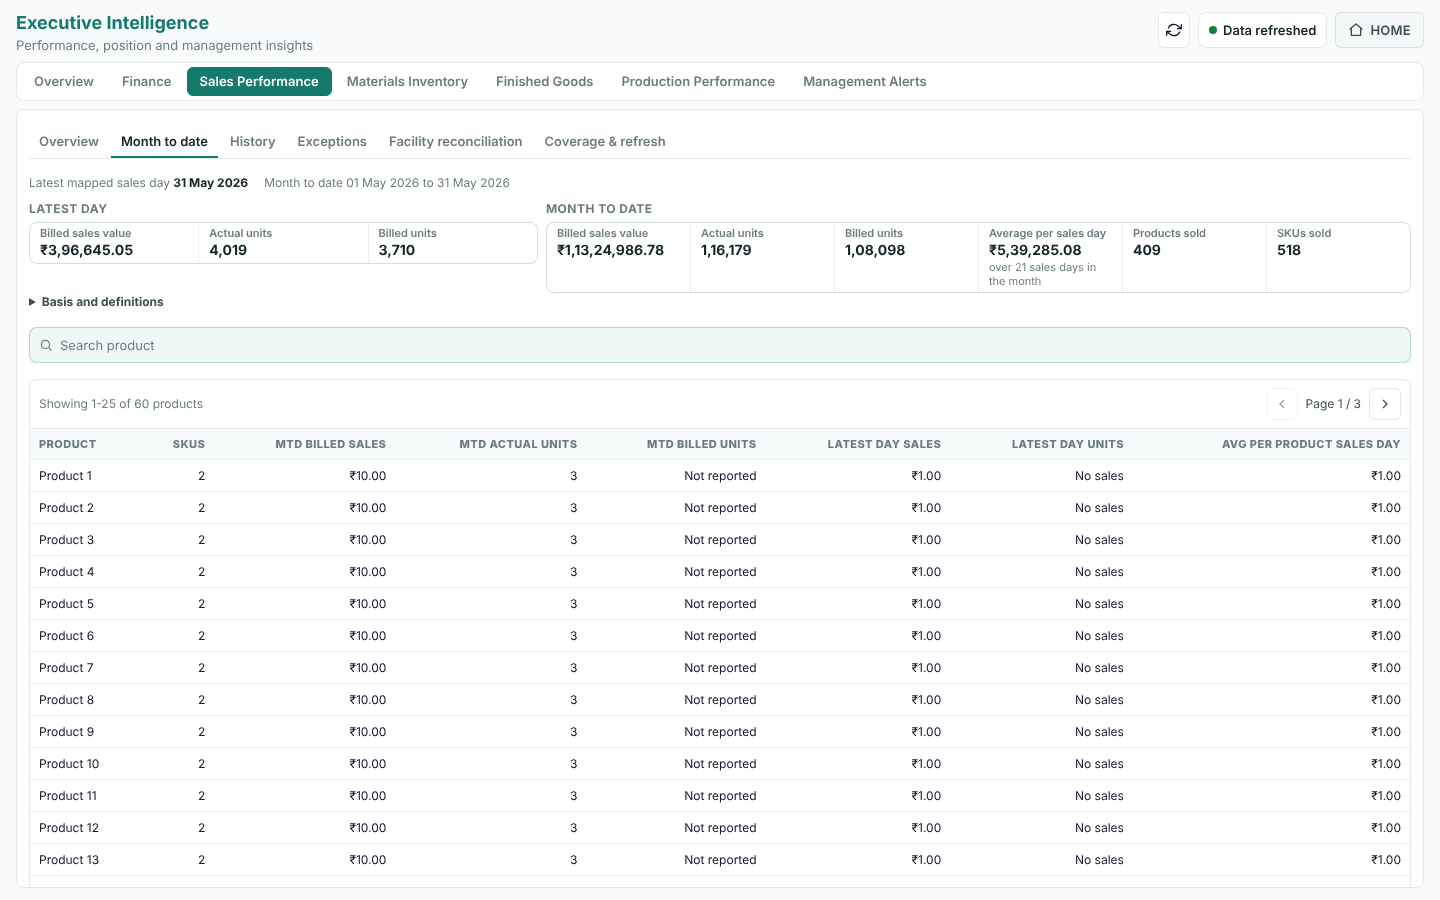 Executive Intelligence
Performance, position and management insights
Data refreshed
HOME
Overview Finance Sales Performance Materials Inventory Finished Goods Production Performance Management Alerts
Overview Month to date History Exceptions Facility reconciliation Coverage & refresh
Latest mapped sales day 31 May 2026 Month to date 01 May 2026 to 31 May 2026
LATEST DAY
Billed sales value Actual units Billed units
₹3,96,645.05 4,019 3,710
MONTH TO DATE
Billed sales value Actual units Billed units Average per sales day Products sold SKUs sold
₹1,13,24,986.78 1,16,179 1,08,098 ₹5,39,285.08 409 518
over 21 sales days in
the month
Basis and definitions
Search product
Showing 1-25 of 60 products
Page 1 / 3
PRODUCT SKUS MTD BILLED SALES MTD ACTUAL UNITS MTD BILLED UNITS LATEST DAY SALES LATEST DAY UNITS AVG PER PRODUCT SALES DAY
Product 1 2 ₹10.00 3 Not reported ₹1.00 No sales ₹1.00
Product 2 2 ₹10.00 3 Not reported ₹1.00 No sales ₹1.00
Product 3 2 ₹10.00 3 Not reported ₹1.00 No sales ₹1.00
Product 4 2 ₹10.00 3 Not reported ₹1.00 No sales ₹1.00
Product 5 2 ₹10.00 3 Not reported ₹1.00 No sales ₹1.00
Product 6 2 ₹10.00 3 Not reported ₹1.00 No sales ₹1.00
Product 7 2 ₹10.00 3 Not reported ₹1.00 No sales ₹1.00
Product 8 2 ₹10.00 3 Not reported ₹1.00 No sales ₹1.00
Product 9 2 ₹10.00 3 Not reported ₹1.00 No sales ₹1.00
Product 10 2 ₹10.00 3 Not reported ₹1.00 No sales ₹1.00
Product 11 2 ₹10.00 3 Not reported ₹1.00 No sales ₹1.00
Product 12 2 ₹10.00 3 Not reported ₹1.00 No sales ₹1.00
Product 13 2 ₹10.00 3 Not reported ₹1.00 No sales ₹1.00